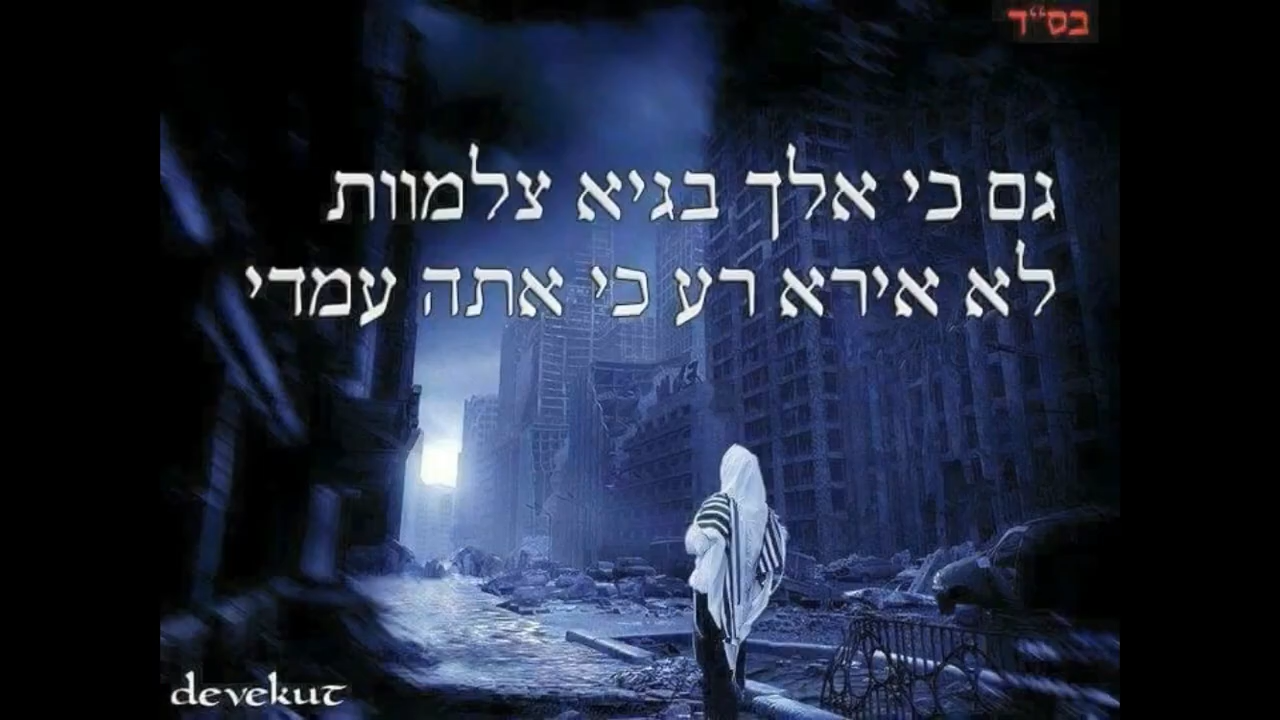 בס"ד
גם כי אלך בגיא צלמוות
לא אירא רע כי אתה עמדי
devekut